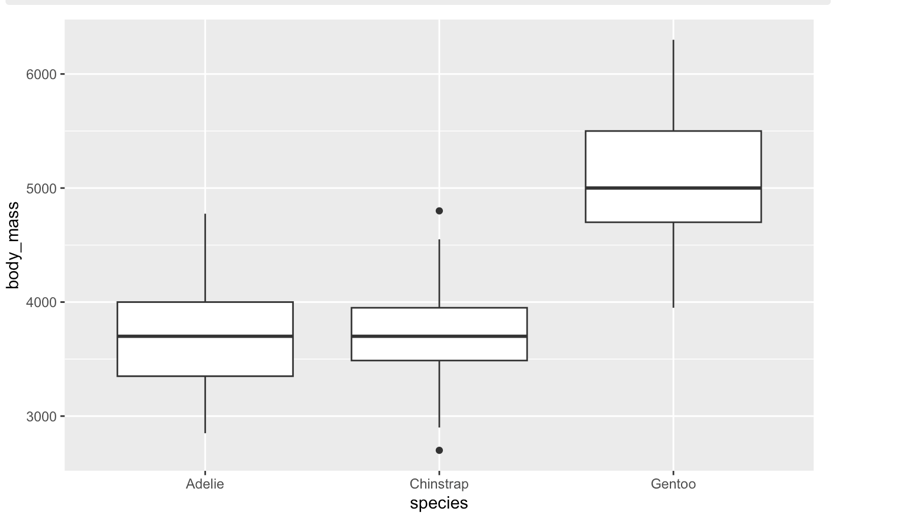 6000
5000
4000
3000
body_mass
Adelie Chinstrap Gentoo
species